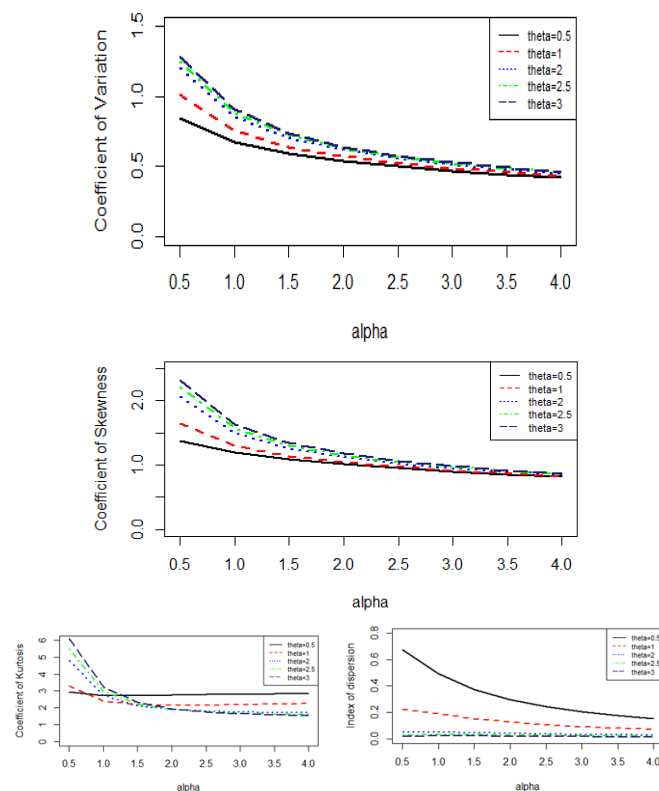 Coefficient of Variation
1.5
1.0
0.5
0.0
theta=0.5
theta=1
theta=2
theta=2.5
theta=3
0.5 1.0 1.5 2.0 2.5 3.0 3.5 4.0
alpha
Coefficient of Skewness
2.0
1.0
0.0
theta=0.5
theta=1
theta=2
theta=2.5
theta=3
0.5 1.0 1.5 2.0 2.5 3.0 3.5 4.0
alpha
Coefficient of Kurtosis
6
5
4
3
2
1
0
theta=0.5
theta=1
theta=2
theta=2.5
theta=3
0.5 1.0 1.5 2.0 2.5 3.0 3.5 4.0
alpha
Index of dispersion
0.8
0.6
0.4
0.2
0.0
theta=0.5
theta=1
theta=2
theta=2.5
theta=3
0.5 1.0 1.5 2.0 2.5 3.0 3.5 4.0
alpha